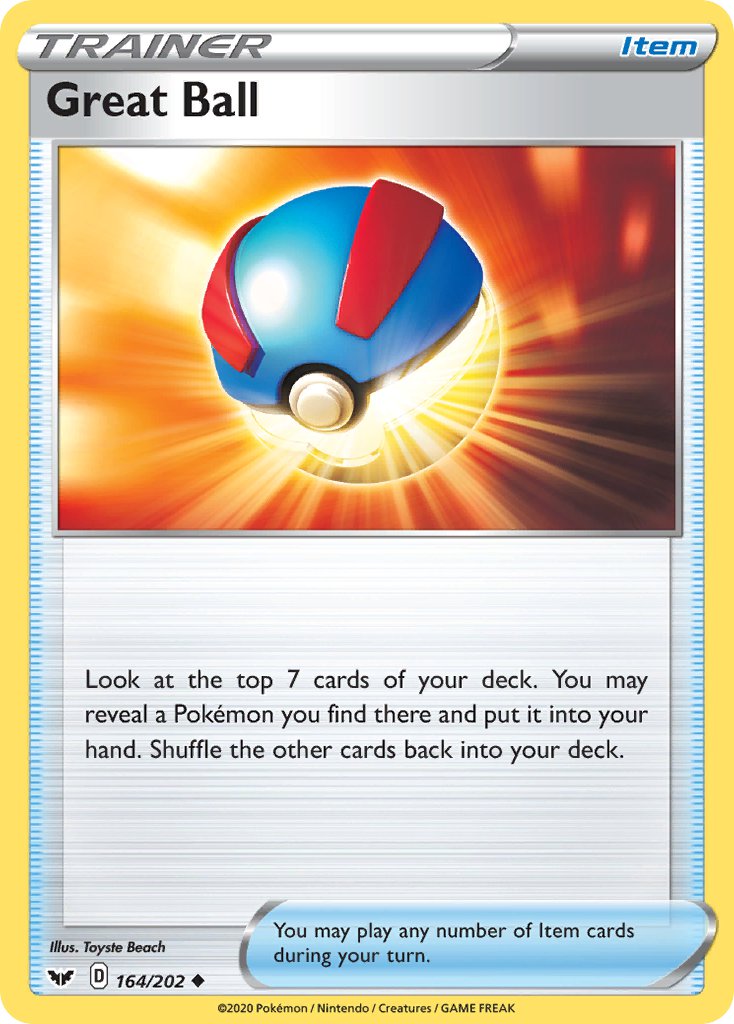 TRAINER
Item
Great Ball
Look at the top 7 cards of your deck. You may
reveal a Pokémon you find there and put it into your
hand. Shuffle the other cards back into your deck.
Illus. Toyste Beach
You may play any number of Item cards
during your turn.
D 164/202
©2020 Pokémon / Nintendo / Creatures / GAME FREAK